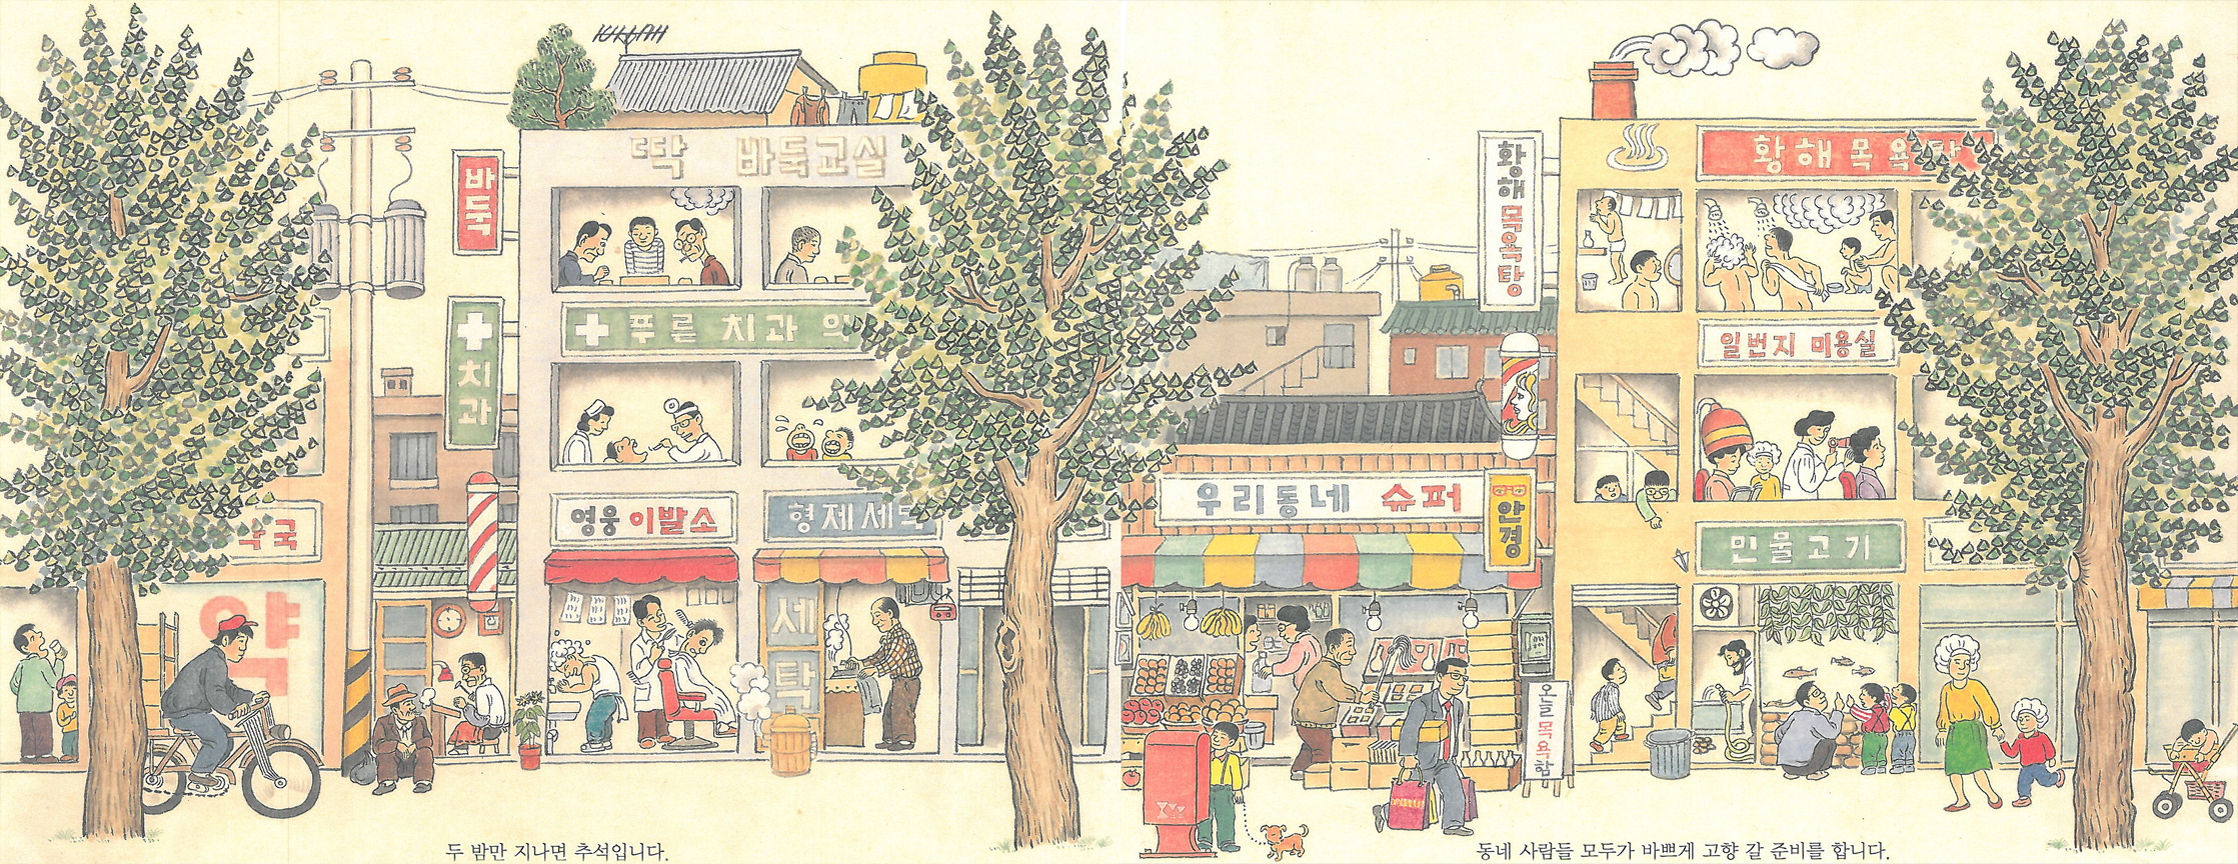 바둑
치과
딱 바둑교실
푸른 치과 의
영웅 이발소
형제세탁
약국
약
세탁
두 밤만 지나면 추석입니다.
황해목욕탕
황해목욕탕
일번지 미용실
우리동네 슈퍼
안경
민물고기
오늘목욕함
동네 사람들 모두가 바쁘게 고향 갈 준비를 합니다.